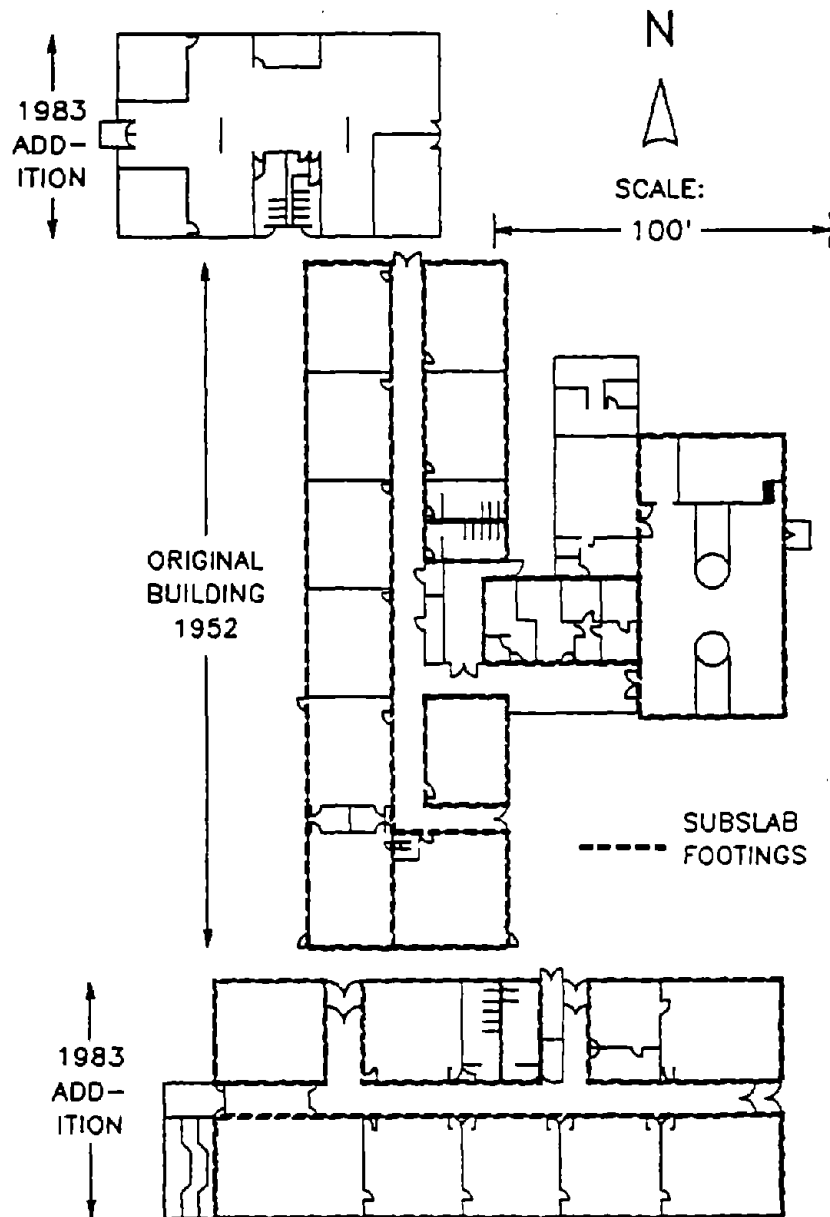 N
1983
ADD-
ITION
SCALE:
100'
ORIGINAL
BUILDING
1952
SUBSLAB
FOOTINGS
1983
ADD-
ITION